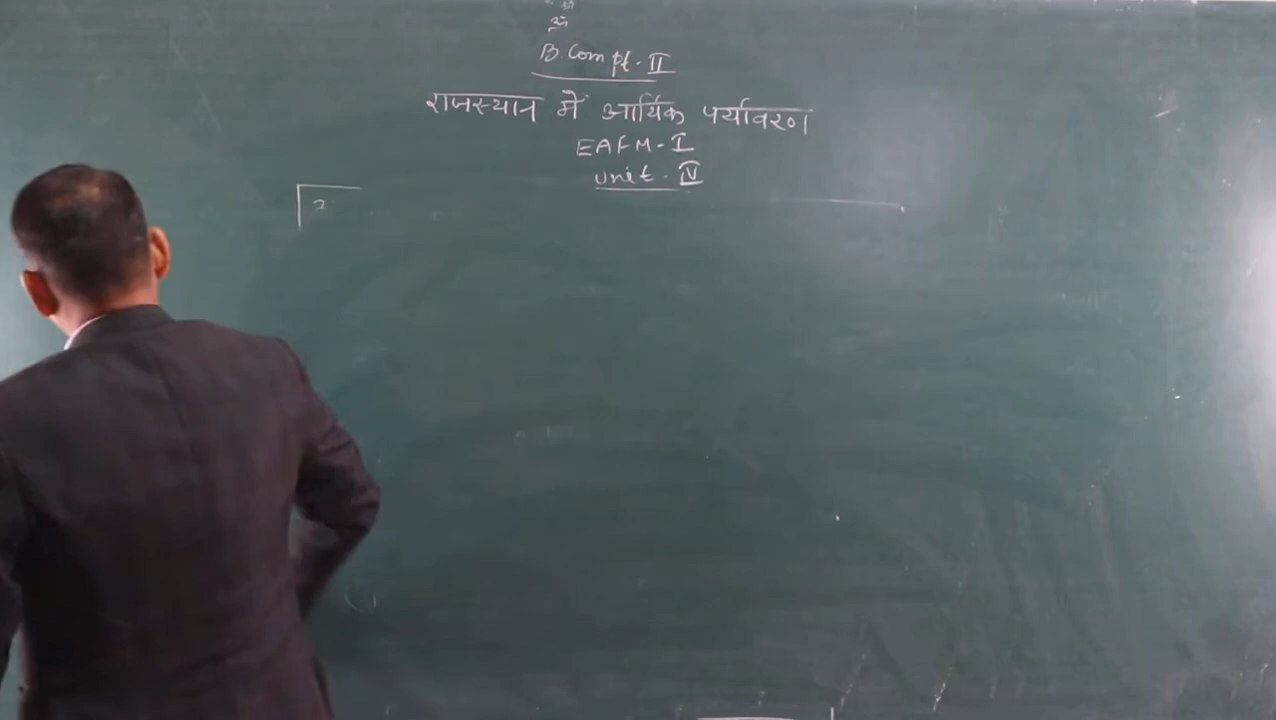 ॐ
B.Com pt-II
राजस्थान में आर्थिक पर्यावरण
EAFM-I
Unit-IV